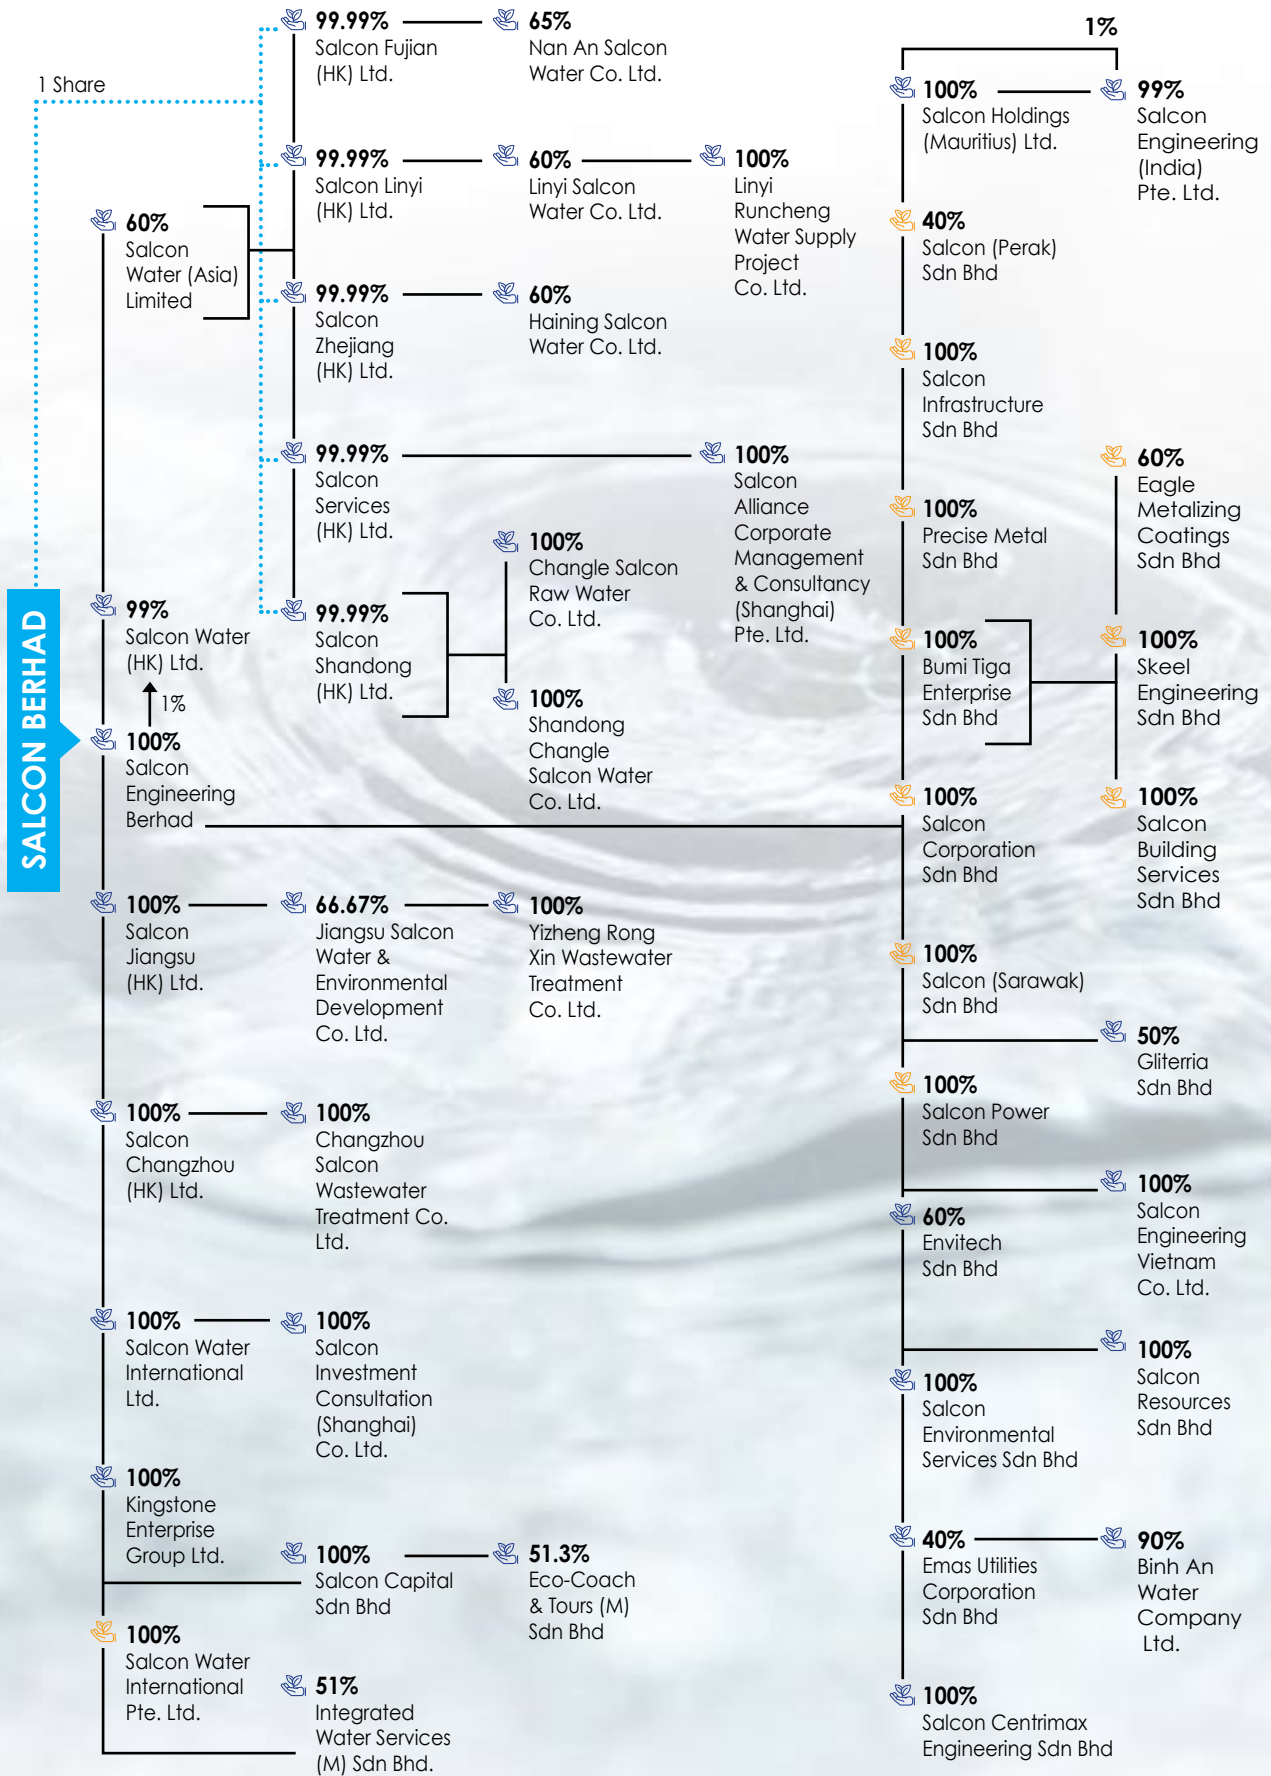 1 Share
SALCON BERHAD
60%
Salcon
Water (Asia)
Limited
99%
Salcon Water
(HK) Ltd.
1%
100%
Salcon
Engineering
Berhad
100%
Salcon
Jiangsu
(HK) Ltd.
100%
Salcon
Changzhou
(HK) Ltd.
100%
Salcon Water
International
Ltd.
100%
Kingstone
Enterprise
Group Ltd.
100%
Salcon Water
International
Pte. Ltd.
99.99%
Salcon Fujian
(HK) Ltd.
99.99%
Salcon Linyi
(HK) Ltd.
99.99%
Salcon
Zhejiang
(HK) Ltd.
99.99%
Salcon
Services
(HK) Ltd.
99.99%
Salcon
Shandong
(HK) Ltd.
66.67%
Jiangsu Salcon
Water &
Environmental
Development
Co. Ltd.
100%
Changzhou
Salcon
Wastewater
Treatment Co.
Ltd.
100%
Salcon
Investment
Consultation
(Shanghai)
Co. Ltd.
100%
Salcon Capital
Sdn Bhd
51%
Integrated
Water Services
(M) Sdn Bhd.
65%
Nan An Salcon
Water Co. Ltd.
60%
Linyi Salcon
Water Co. Ltd.
60%
Haining Salcon
Water Co. Ltd.
100%
Changle Salcon
Raw Water
Co. Ltd.
100%
Shandong
Changle
Salcon Water
Co. Ltd.
100%
Yizheng Rong
Xin Wastewater
Treatment
Co. Ltd.
51.3%
Eco-Coach
& Tours (M)
Sdn Bhd
100%
Linyi
Runcheng
Water Supply
Project
Co. Ltd.
100%
Salcon
Alliance
Corporate
Management
& Consultancy
(Shanghai)
Pte. Ltd.
1%
100%
Salcon Holdings
(Mauritius) Ltd.
40%
Salcon (Perak)
Sdn Bhd
100%
Salcon
Infrastructure
Sdn Bhd
100%
Precise Metal
Sdn Bhd
100%
Bumi Tiga
Enterprise
Sdn Bhd
100%
Salcon
Corporation
Sdn Bhd
100%
Salcon (Sarawak)
Sdn Bhd
100%
Salcon Power
Sdn Bhd
60%
Envitech
Sdn Bhd
100%
Salcon
Environmental
Services Sdn Bhd
40%
Emas Utilities
Corporation
Sdn Bhd
100%
Salcon Centrimax
Engineering Sdn Bhd
99%
Salcon
Engineering
(India)
Pte. Ltd.
60%
Eagle
Metalizing
Coatings
Sdn Bhd
100%
Skeel
Engineering
Sdn Bhd
100%
Salcon
Building
Services
Sdn Bhd
50%
Gliterria
Sdn Bhd
100%
Salcon
Engineering
Vietnam
Co. Ltd.
100%
Salcon
Resources
Sdn Bhd
90%
Binh An
Water
Company
Ltd.